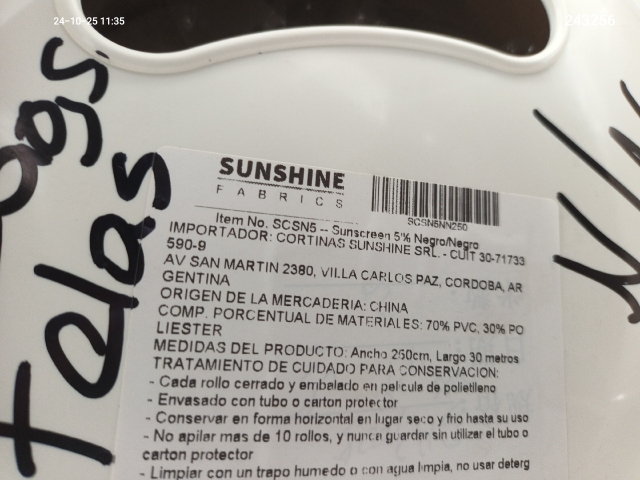 24-10-25 11:35
243266
Telas
SUNSHINE
FABRICS
SCSN5NN250
Item No. SCSN5 -- Sunscreen 5% Negro/Negro
IMPORTADOR: CORTINAS SUNSHINE SRL. - CUIT 30-71733
590-9
AV SAN MARTIN 2380, VILLA CARLOS PAZ, CORDOBA, AR
GENTINA
ORIGEN DE LA MERCADERIA: CHINA
COMP. PORCENTUAL DE MATERIALES: 70% PVC, 30% PO
LIESTER
MEDIDAS DEL PRODUCTO: Ancho 250cm, Largo 30 metros
TRATAMIENTO DE CUIDADO PARA CONSERVACION:
- Cada rollo cerrado y embalado en pelicula de polietileno
- Envasado con tubo o carton protector
- Conservar en forma horizontal en lugar seco y frio hasta su uso
- No apilar mas de 10 rollos, y nunca guardar sin utilizar el tubo o
carton protector
- Limpiar con un trapo humedo o con agua limpia, no usar deterg